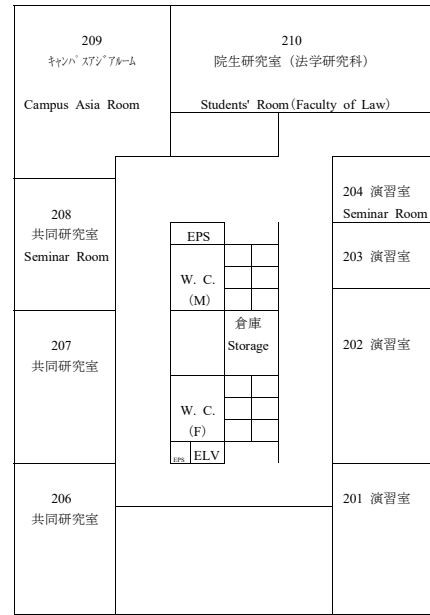 209
ｷｬﾝﾊﾟｽｱｼﾞｱﾙｰﾑ
Campus Asia Room
210
院生研究室（法学研究科）
Students' Room(Faculty of Law)
208
共同研究室
Seminar Room
204 演習室
Seminar Room
203 演習室
EPS
W. C.
(M)
倉庫
Storage
207
共同研究室
202 演習室
W. C.
(F)
EPS
ELV
206
共同研究室
201 演習室